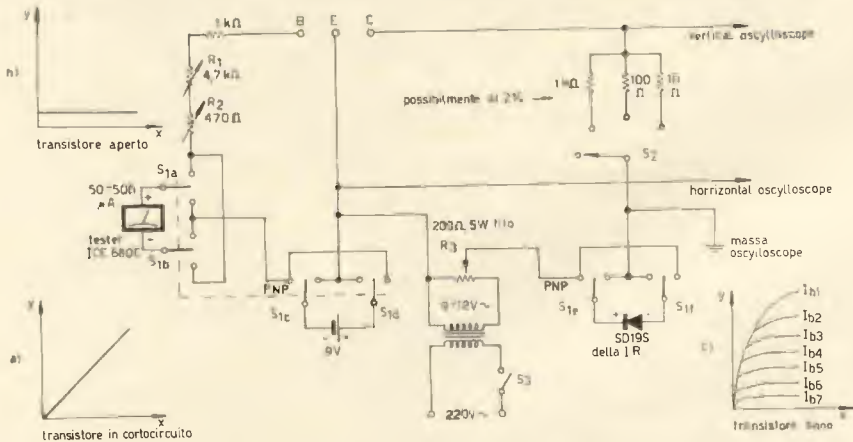 y
b)
x
transistore aperto
1 kΩ
B E C
vertical oscylloscope
R1
4,7 kΩ
R2
470 Ω
possibilmente al 2%
1 kΩ
100 Ω
10 Ω
S2
S1a
50-500 μA
+
-
tester
ICE 680E
S1b
horrizontal oscylloscope
200Ω 5W filo
R3
massa
oscylloscope
PNP
S1c
S1d
9V
9÷12V ~
220V ~
S3
PNP
S1e
S1f
SD19S
della I R
y
a)
x
transistore in cortocircuito
y
c)
Ib1
Ib2
Ib3
Ib4
Ib5
Ib6
Ib7
x
transistore sano